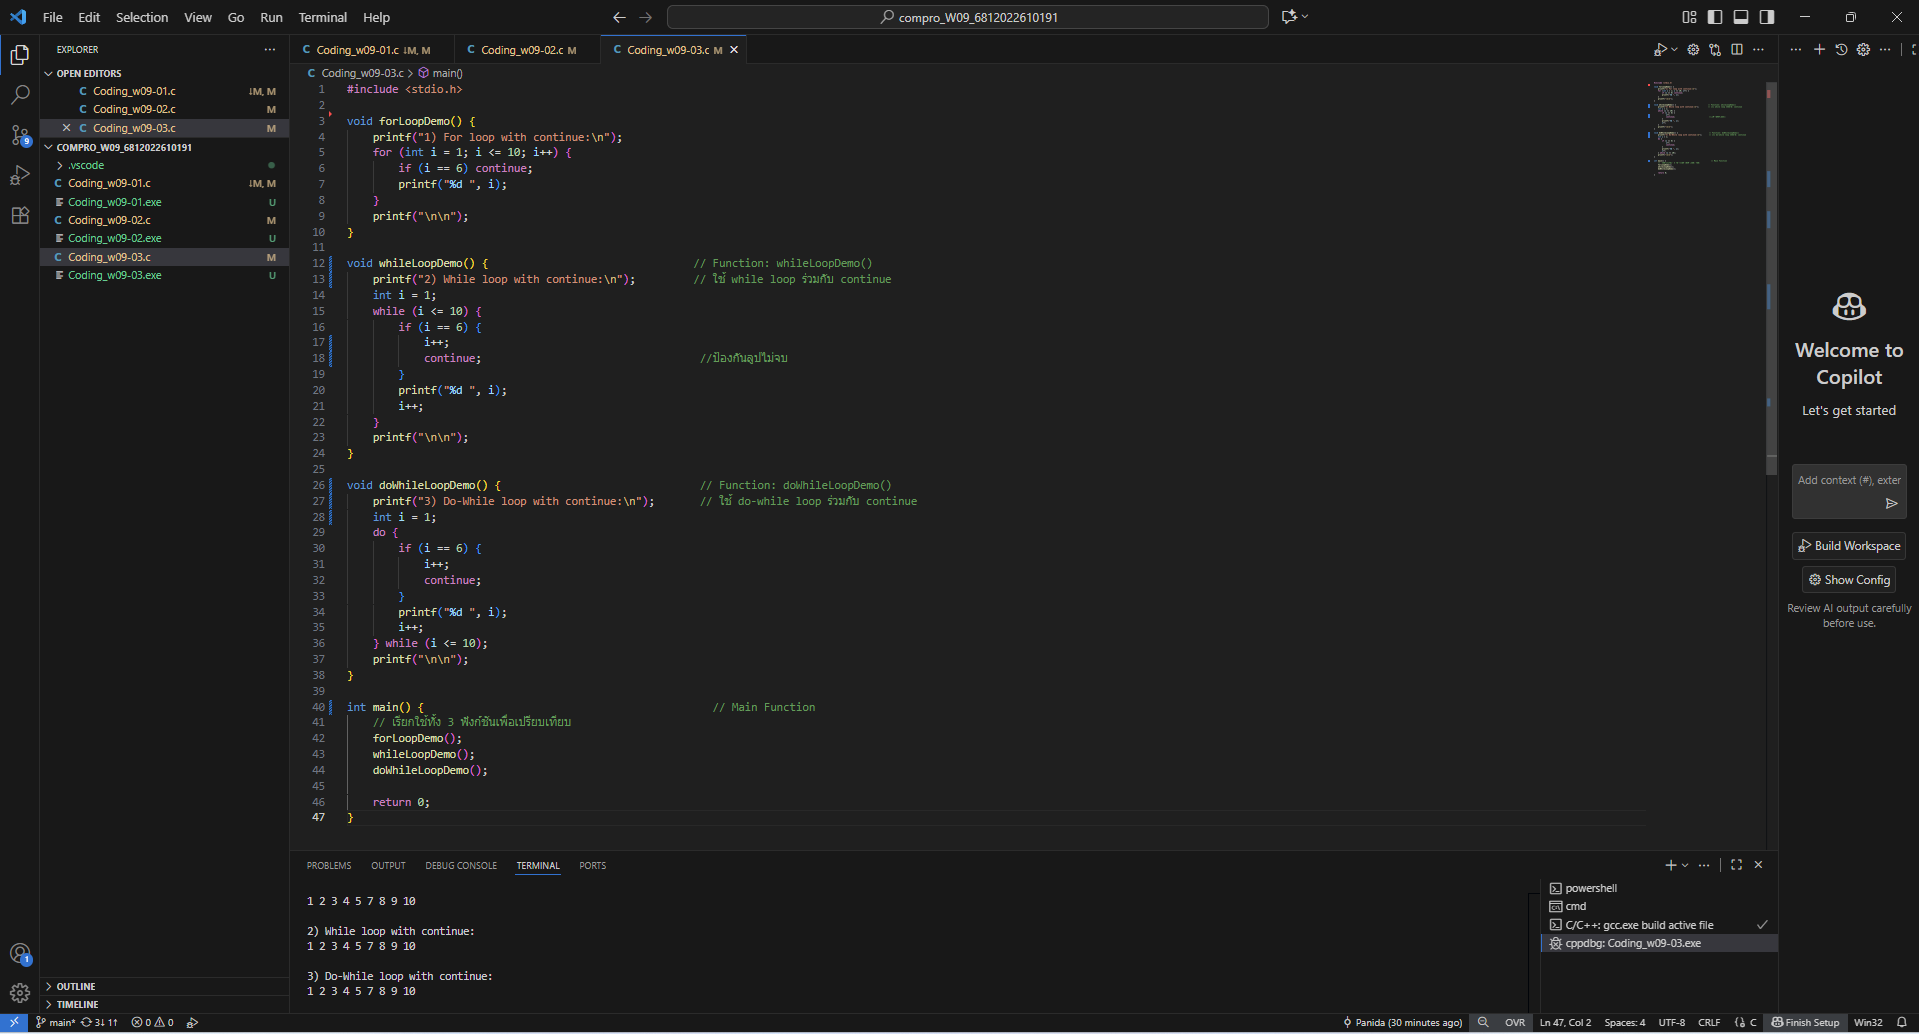 File Edit Selection View Go Run Terminal Help
compro_W09_6812022610191
EXPLORER
OPEN EDITORS
Coding_w09-01.c ↓M, M
Coding_w09-02.c M
Coding_w09-03.c M
COMPRO_W09_6812022610191
.vscode
Coding_w09-01.c ↓M, M
Coding_w09-01.exe U
Coding_w09-02.c M
Coding_w09-02.exe U
Coding_w09-03.c M
Coding_w09-03.exe U
OUTLINE
TIMELINE
9
1
Coding_w09-01.c ↓M, M Coding_w09-02.c M Coding_w09-03.c M
Coding_w09-03.c > main()
1 #include <stdio.h>
2
3 void forLoopDemo() {
4 printf("1) For loop with continue:\n");
5 for (int i = 1; i <= 10; i++) {
6 if (i == 6) continue;
7 printf("%d ", i);
8 }
9 printf("\n\n");
10 }
11
12 void whileLoopDemo() { // Function: whileLoopDemo()
13 printf("2) While loop with continue:\n"); // ใช้ while loop ร่วมกับ continue
14 int i = 1;
15 while (i <= 10) {
16 if (i == 6) {
17 i++;
18 continue; //ป้องกันลูปไม่จบ
19 }
20 printf("%d ", i);
21 i++;
22 }
23 printf("\n\n");
24 }
25
26 void doWhileLoopDemo() { // Function: doWhileLoopDemo()
27 printf("3) Do-While loop with continue:\n"); // ใช้ do-while loop ร่วมกับ continue
28 int i = 1;
29 do {
30 if (i == 6) {
31 i++;
32 continue;
33 }
34 printf("%d ", i);
35 i++;
36 } while (i <= 10);
37 printf("\n\n");
38 }
39
40 int main() { // Main Function
41 // เรียกใช้ทั้ง 3 ฟังก์ชันเพื่อเปรียบเทียบ
42 forLoopDemo();
43 whileLoopDemo();
44 doWhileLoopDemo();
45
46 return 0;
47 }
PROBLEMS OUTPUT DEBUG CONSOLE TERMINAL PORTS
1 2 3 4 5 7 8 9 10
2) While loop with continue:
1 2 3 4 5 7 8 9 10
3) Do-While loop with continue:
1 2 3 4 5 7 8 9 10
powershell
cmd
C/C++: gcc.exe build active file
cppdbg: Coding_w09-03.exe
Welcome to
Copilot
Let's get started
Add context (#), exter
Build Workspace
Show Config
Review AI output carefully
before use.
main* 3↓ 1↑ 0 0 Panida (30 minutes ago) OVR Ln 47, Col 2 Spaces: 4 UTF-8 CRLF {} C Finish Setup Win32